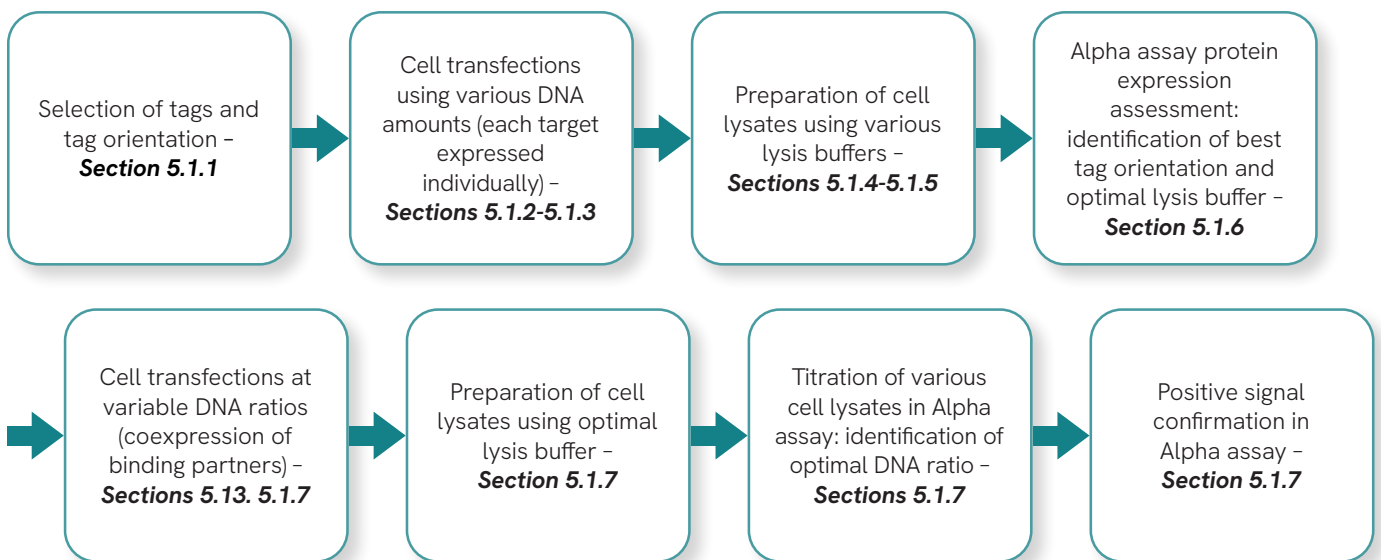 Selection of tags and
tag orientation –
Section 5.1.1
Cell transfections
using various DNA
amounts (each target
expressed
individually) –
Sections 5.1.2-5.1.3
Preparation of cell
lysates using various
lysis buffers –
Sections 5.1.4-5.1.5
Alpha assay protein
expression
assessment:
identification of best
tag orientation and
optimal lysis buffer –
Section 5.1.6
Cell transfections at
variable DNA ratios
(coexpression of
binding partners) –
Sections 5.13. 5.1.7
Preparation of cell
lysates using optimal
lysis buffer –
Section 5.1.7
Titration of various
cell lysates in Alpha
assay: identification of
optimal DNA ratio –
Sections 5.1.7
Positive signal
confirmation in
Alpha assay –
Section 5.1.7